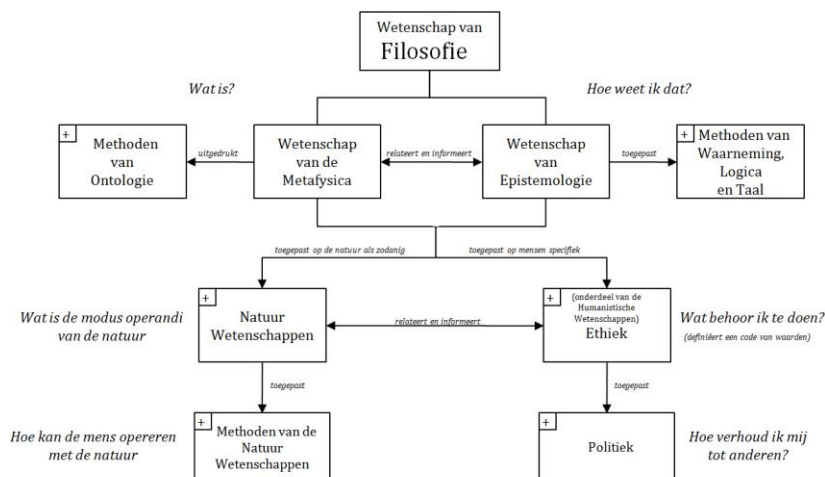 Wetenschap van
Filosofie
Wat is?
Hoe weet ik dat?
+
Methoden
van
Ontologie
uitgedrukt
Wetenschap
van de
Metafysica
relateert en informeert
Wetenschap
van
Epistemologie
toegepast
+
Methoden van
Waarneming,
Logica
en Taal
toegepast op de natuur als zodanig
toegepast op mensen specifiek
Wat is de modus operandi
van de natuur
+
Natuur
Wetenschappen
relateert en informeert
+
(onderdeel van de
Humanistische
Wetenschappen)
Ethiek
Wat behoor ik te doen?
(definiëert een code van waarden)
toegepast
toegepast
Hoe kan de mens opereren
met de natuur
+
Methoden van de
Natuur
Wetenschappen
+
Politiek
Hoe verhoud ik mij
tot anderen?